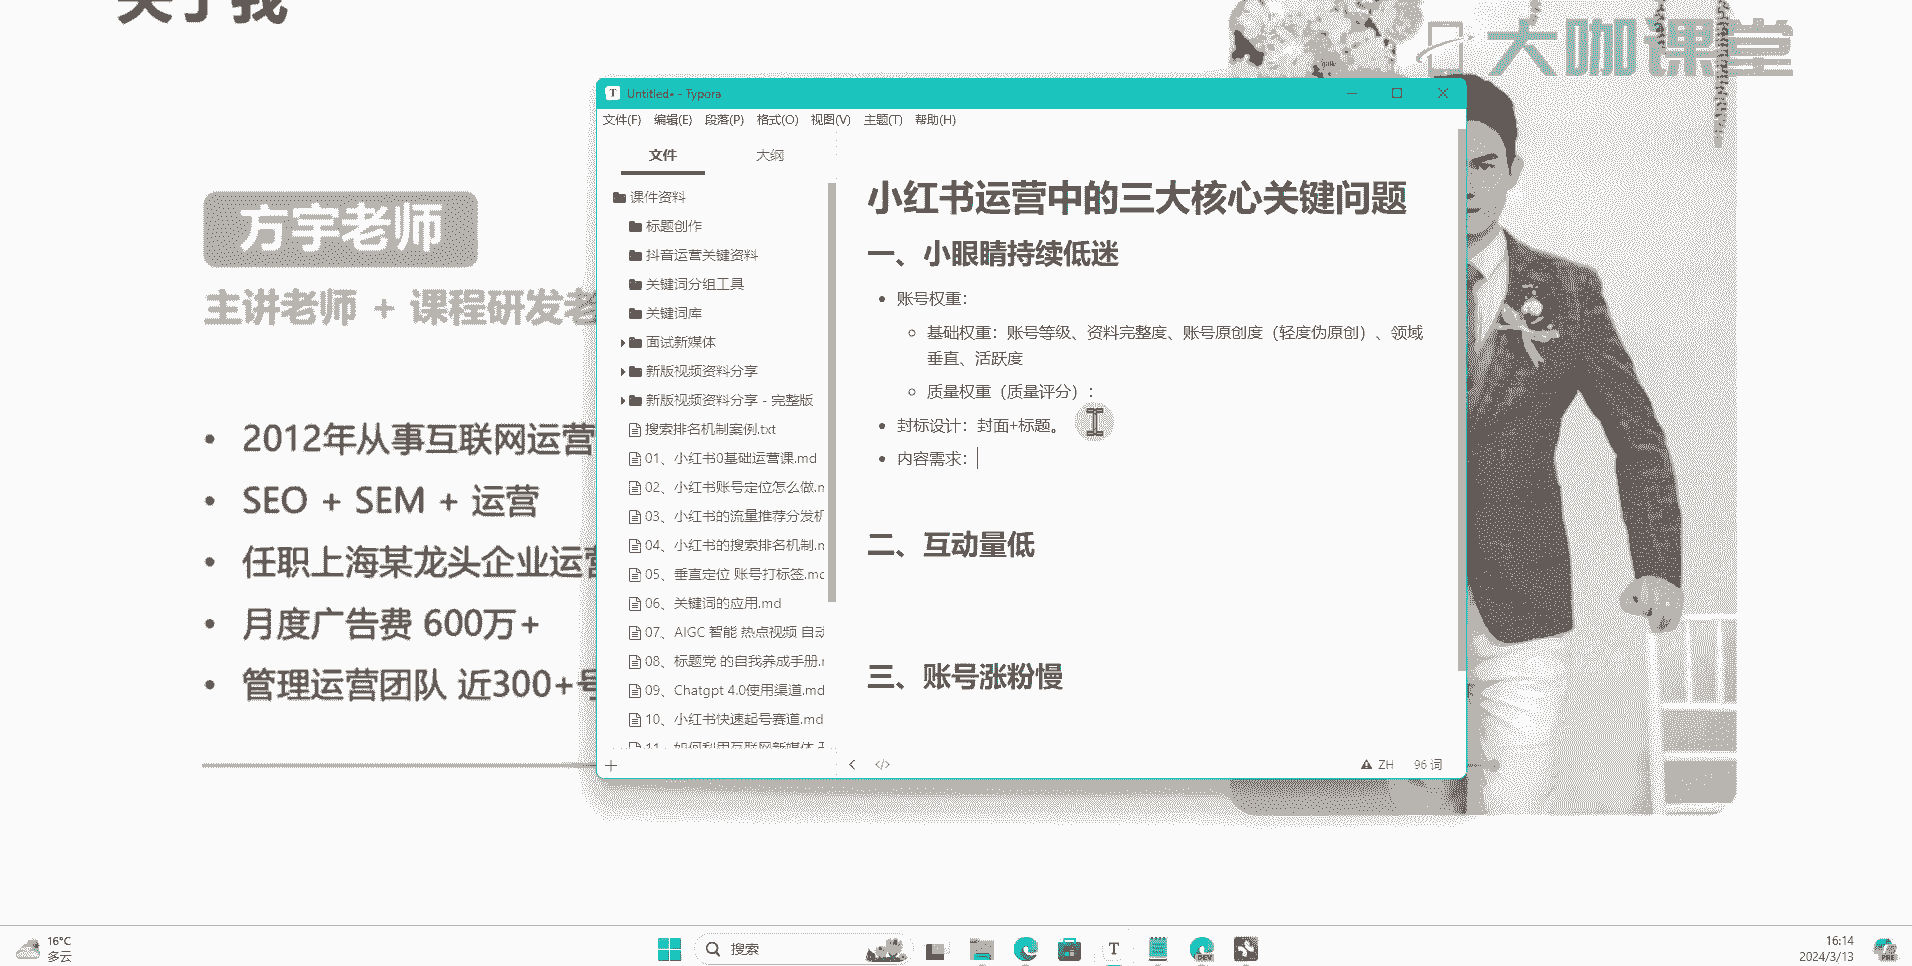 关于我
大咖课堂
方宇老师
主讲老师 + 课程研发老
2012年从事互联网运营
SEO + SEM + 运营
任职上海某龙头企业运营
月度广告费 600万+
管理运营团队 近300+号
Untitled• - Typora
文件(F) 编辑(E) 段落(P) 格式(O) 视图(V) 主题(T) 帮助(H)
文件 大纲
课件资料
标题创作
抖音运营关键资料
关键词分组工具
关键词库
面试新媒体
新版视频资料分享
新版视频资料分享 - 完整版
搜索排名机制案例.txt
01、小红书0基础运营课.md
02、小红书账号定位怎么做.m
03、小红书的流量推荐分发机
04、小红书的搜索排名机制.m
05、垂直定位 账号打标签.md
06、关键词的应用.md
07、AIGC 智能 热点视频 自动
08、标题党 的自我养成手册.m
09、Chatgpt 4.0使用渠道.md
10、小红书快速起号赛道.md
11、如何利用互联网新媒体
小红书运营中的三大核心关键问题
一、小眼睛持续低迷
账号权重：
基础权重：账号等级、资料完整度、账号原创度（轻度伪原创）、领域
垂直、活跃度
质量权重（质量评分）：
封标设计：封面+标题。
内容需求：
二、互动量低
三、账号涨粉慢
ZH 96 词
16°C
多云
搜索
16:14
2024/3/13